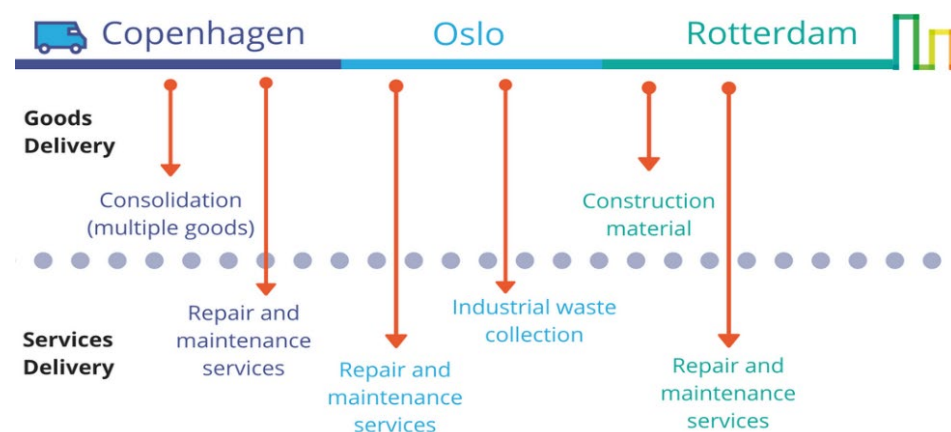 Copenhagen
Oslo
Rotterdam
Goods
Delivery
Consolidation
(multiple goods)
Construction
material
Services
Delivery
Repair and
maintenance
services
Industrial waste
collection
Repair and
maintenance
services
Repair and
maintenance
services